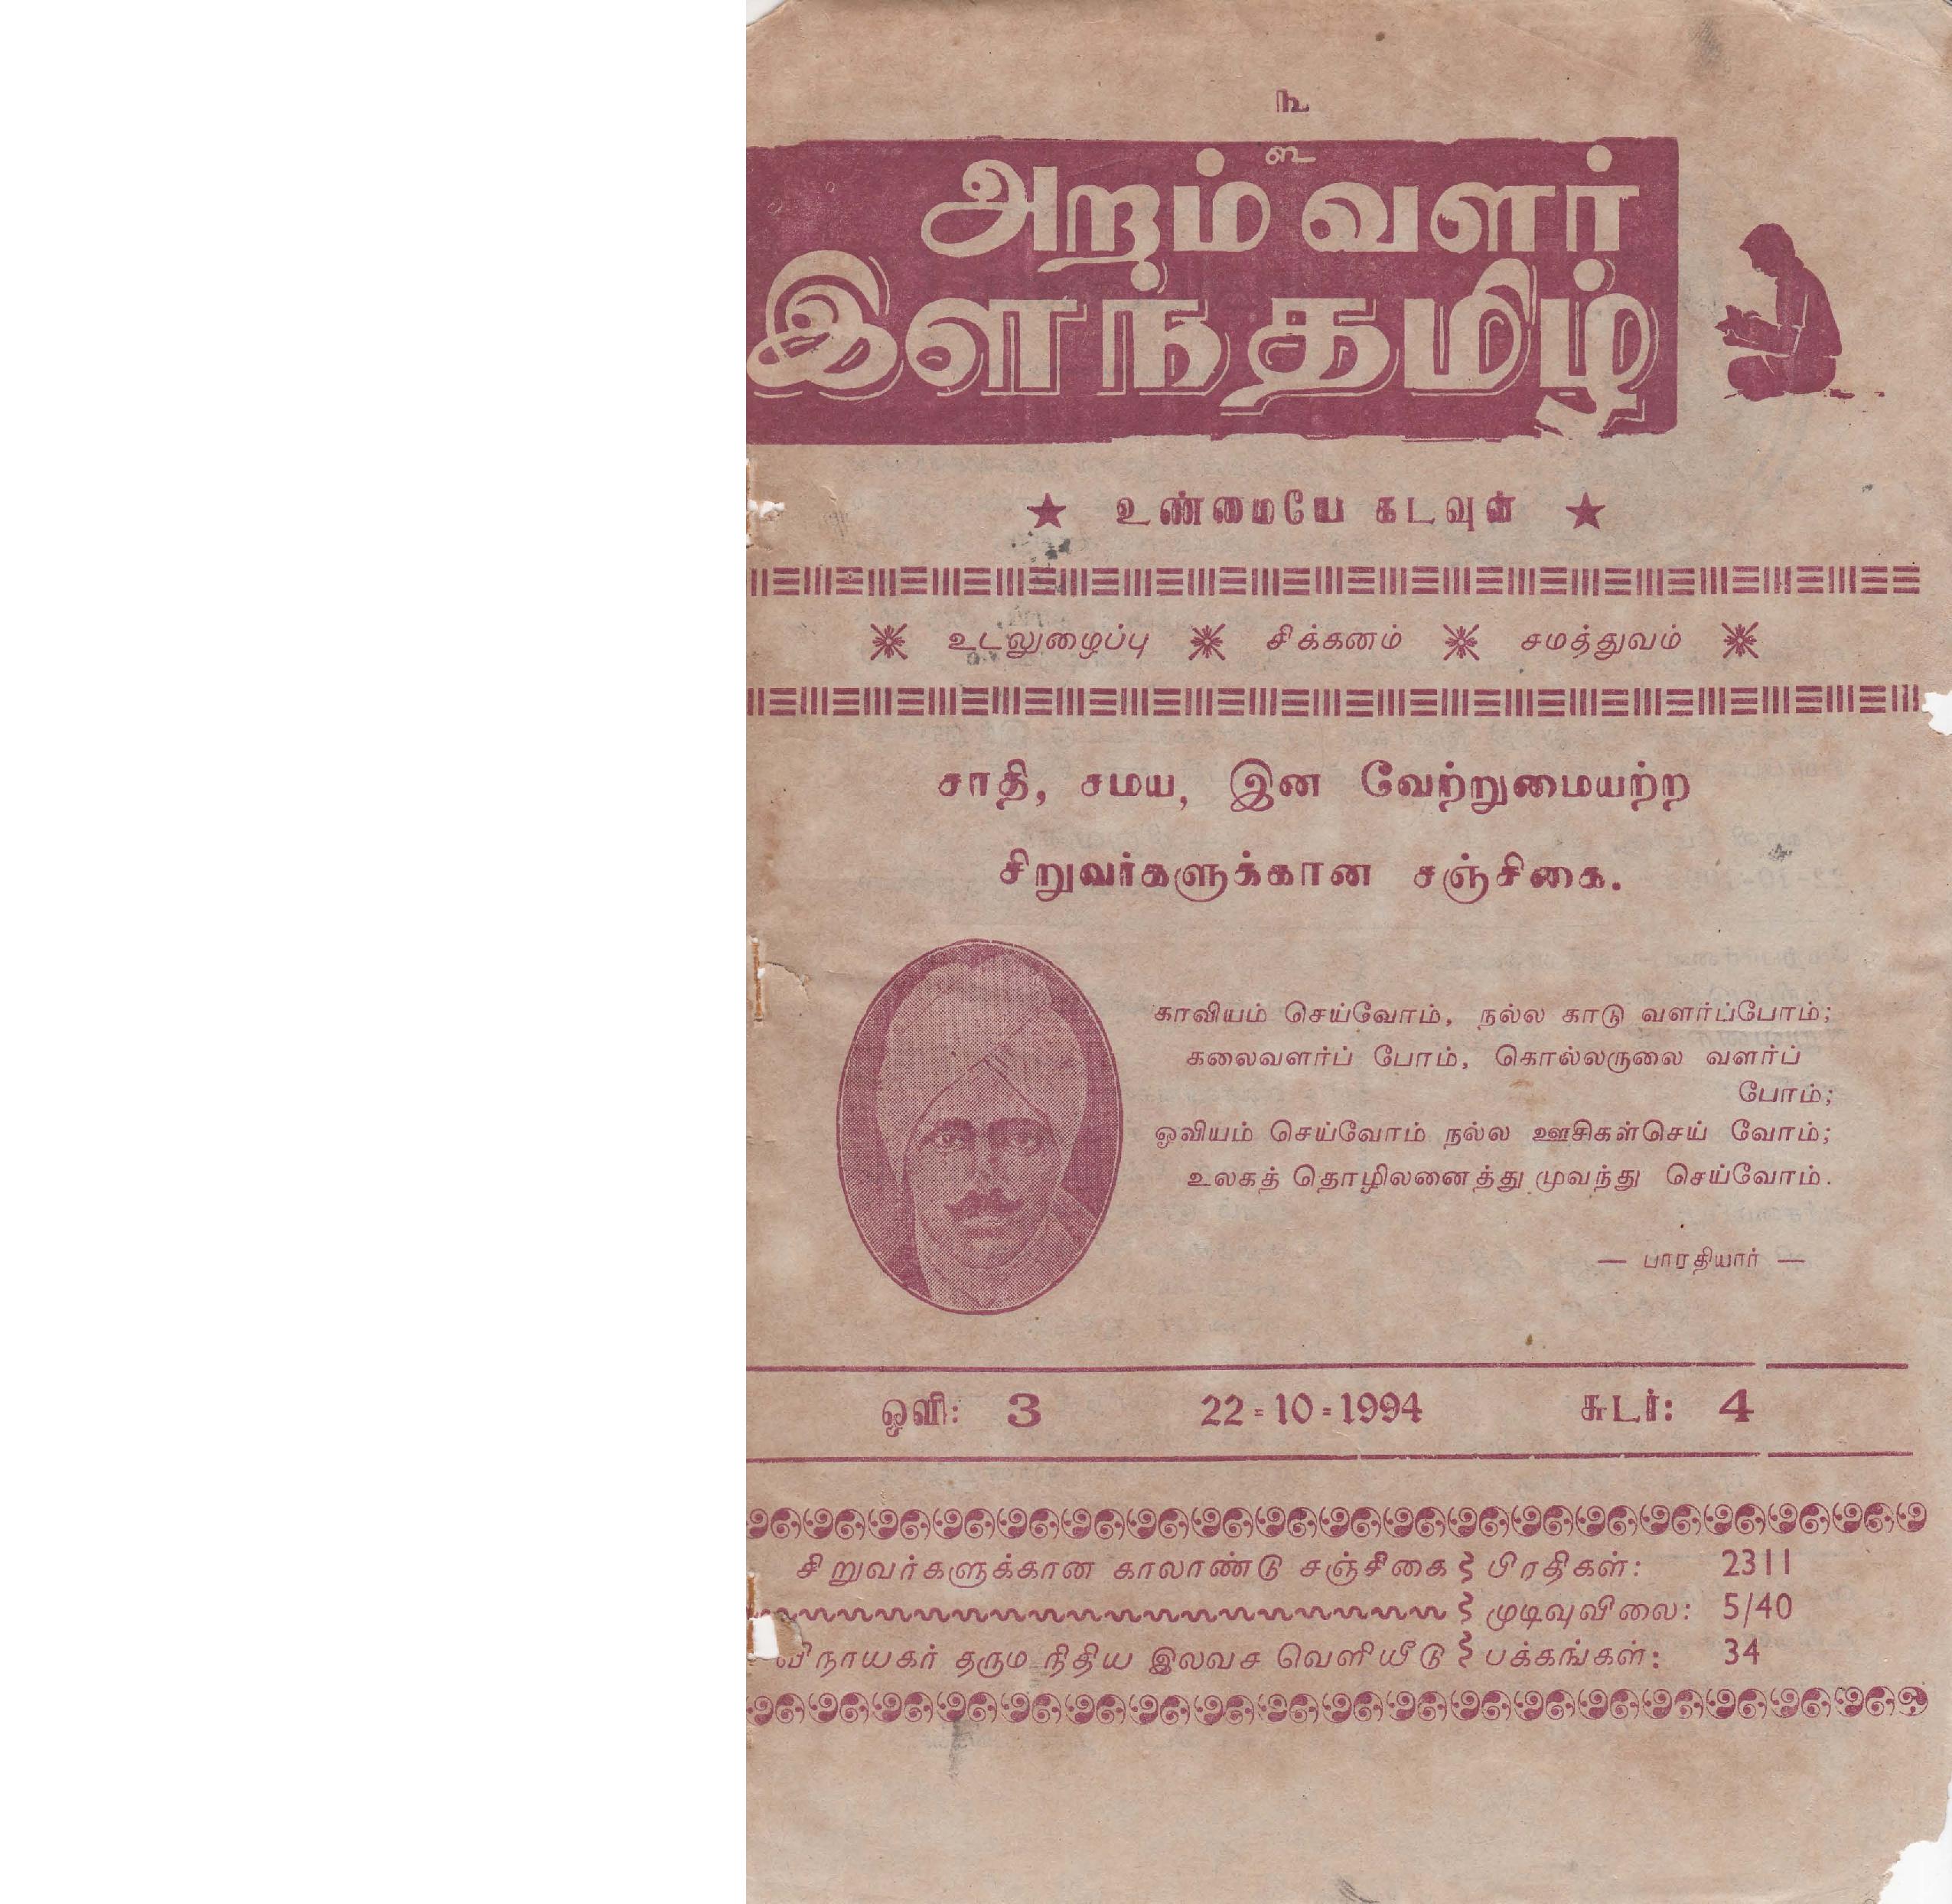 ௩
உ
அறம் வளர்
இளந்தமிழ்
உண்மையே கடவுள்
உடலுழைப்பு சிக்கனம் சமத்துவம்
சாதி, சமய, இன வேற்றுமையற்ற
சிறுவர்களுக்கான சஞ்சிகை.
காவியம் செய்வோம், நல்ல காடு வளர்ப்போம்;
கலைவளர்ப் போம், கொல்லருலை வளர்ப்
போம்;
ஓவியம் செய்வோம் நல்ல ஊசிகள்செய் வோம்;
உலகத் தொழிலனைத்து முவந்து செய்வோம்.
— பாரதியார் —
ஒளி: 3 22-10-1994 சுடர்: 4
சிறுவர்களுக்கான காலாண்டு சஞ்சிகை பிரதிகள்: 2311
முடிவுவிலை: 5/40
விநாயகர் தரும நிதிய இலவச வெளியீடு பக்கங்கள்: 34